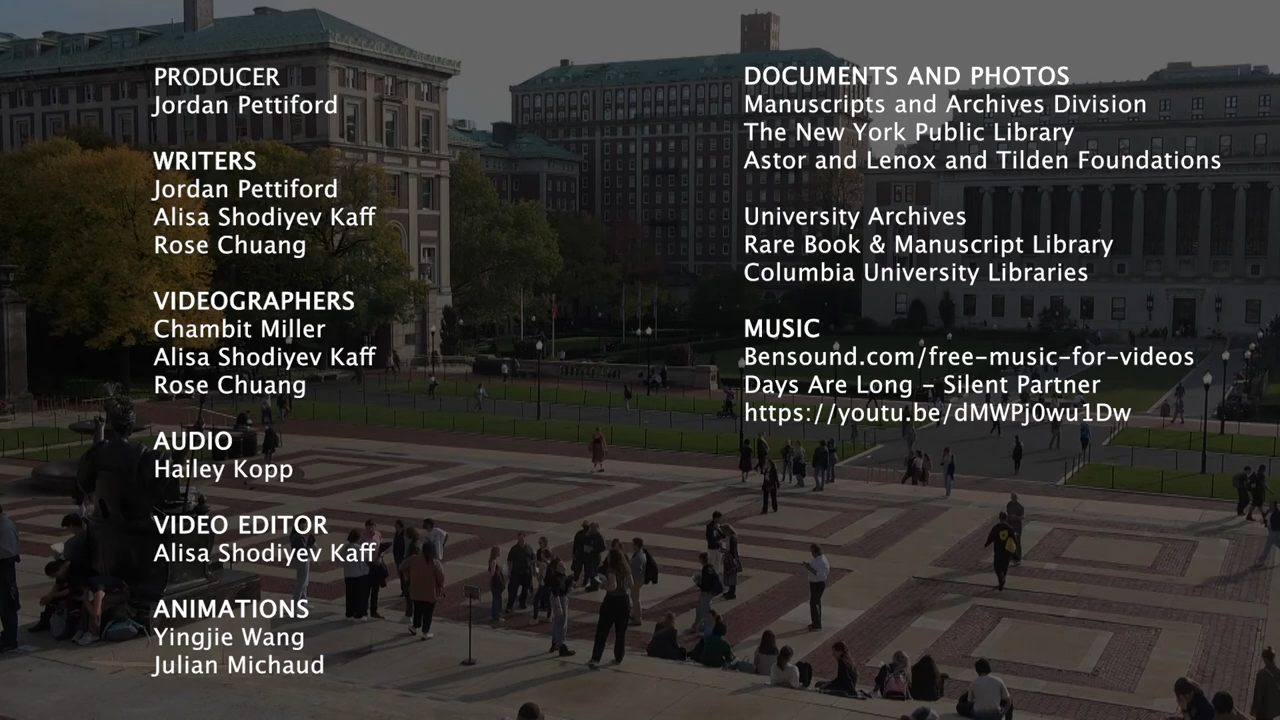 PRODUCER
Jordan Pettiford
WRITERS
Jordan Pettiford
Alisa Shodiyev Kaff
Rose Chuang
VIDEOGRAPHERS
Chambit Miller
Alisa Shodiyev Kaff
Rose Chuang
AUDIO
Hailey Kopp
VIDEO EDITOR
Alisa Shodiyev Kaff
ANIMATIONS
Yingjie Wang
Julian Michaud
DOCUMENTS AND PHOTOS
Manuscripts and Archives Division
The New York Public Library
Astor and Lenox and Tilden Foundations
University Archives
Rare Book & Manuscript Library
Columbia University Libraries
MUSIC
Bensound.com/free-music-for-videos
Days Are Long – Silent Partner
https://youtu.be/dMWPj0wu1Dw